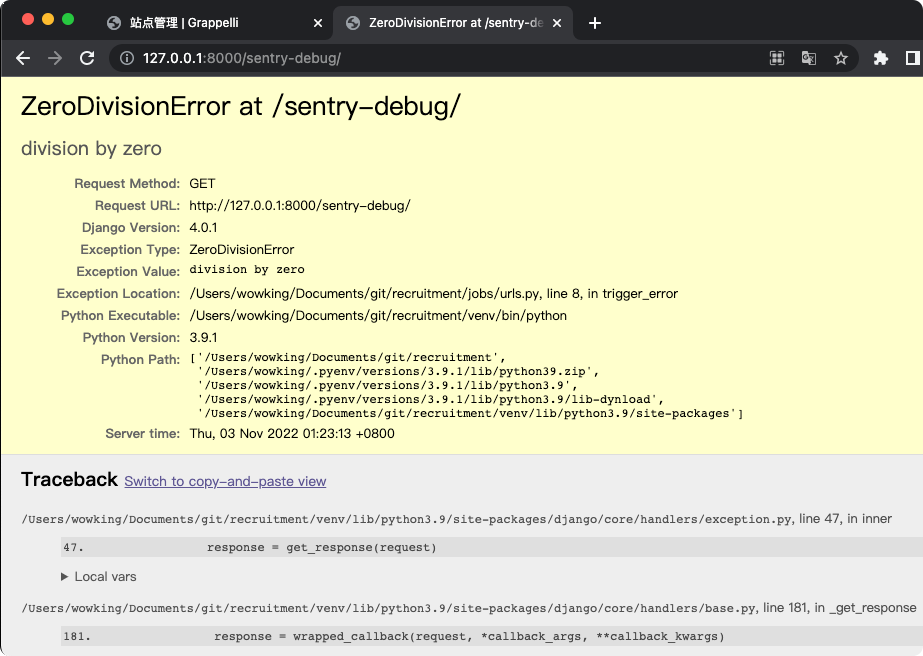 站点管理 | Grappelli
ZeroDivisionError at /sentry-de
127.0.0.1:8000/sentry-debug/
ZeroDivisionError at /sentry-debug/
division by zero
Request Method: GET
Request URL: http://127.0.0.1:8000/sentry-debug/
Django Version: 4.0.1
Exception Type: ZeroDivisionError
Exception Value: division by zero
Exception Location: /Users/wowking/Documents/git/recruitment/jobs/urls.py, line 8, in trigger_error
Python Executable: /Users/wowking/Documents/git/recruitment/venv/bin/python
Python Version: 3.9.1
Python Path: ['/Users/wowking/Documents/git/recruitment',
'/Users/wowking/.pyenv/versions/3.9.1/lib/python39.zip',
'/Users/wowking/.pyenv/versions/3.9.1/lib/python3.9',
'/Users/wowking/.pyenv/versions/3.9.1/lib/python3.9/lib-dynload',
'/Users/wowking/Documents/git/recruitment/venv/lib/python3.9/site-packages']
Server time: Thu, 03 Nov 2022 01:23:13 +0800
Traceback Switch to copy-and-paste view
/Users/wowking/Documents/git/recruitment/venv/lib/python3.9/site-packages/django/core/handlers/exception.py, line 47, in inner
47. response = get_response(request)
Local vars
/Users/wowking/Documents/git/recruitment/venv/lib/python3.9/site-packages/django/core/handlers/base.py, line 181, in _get_response
181. response = wrapped_callback(request, *callback_args, **callback_kwargs)